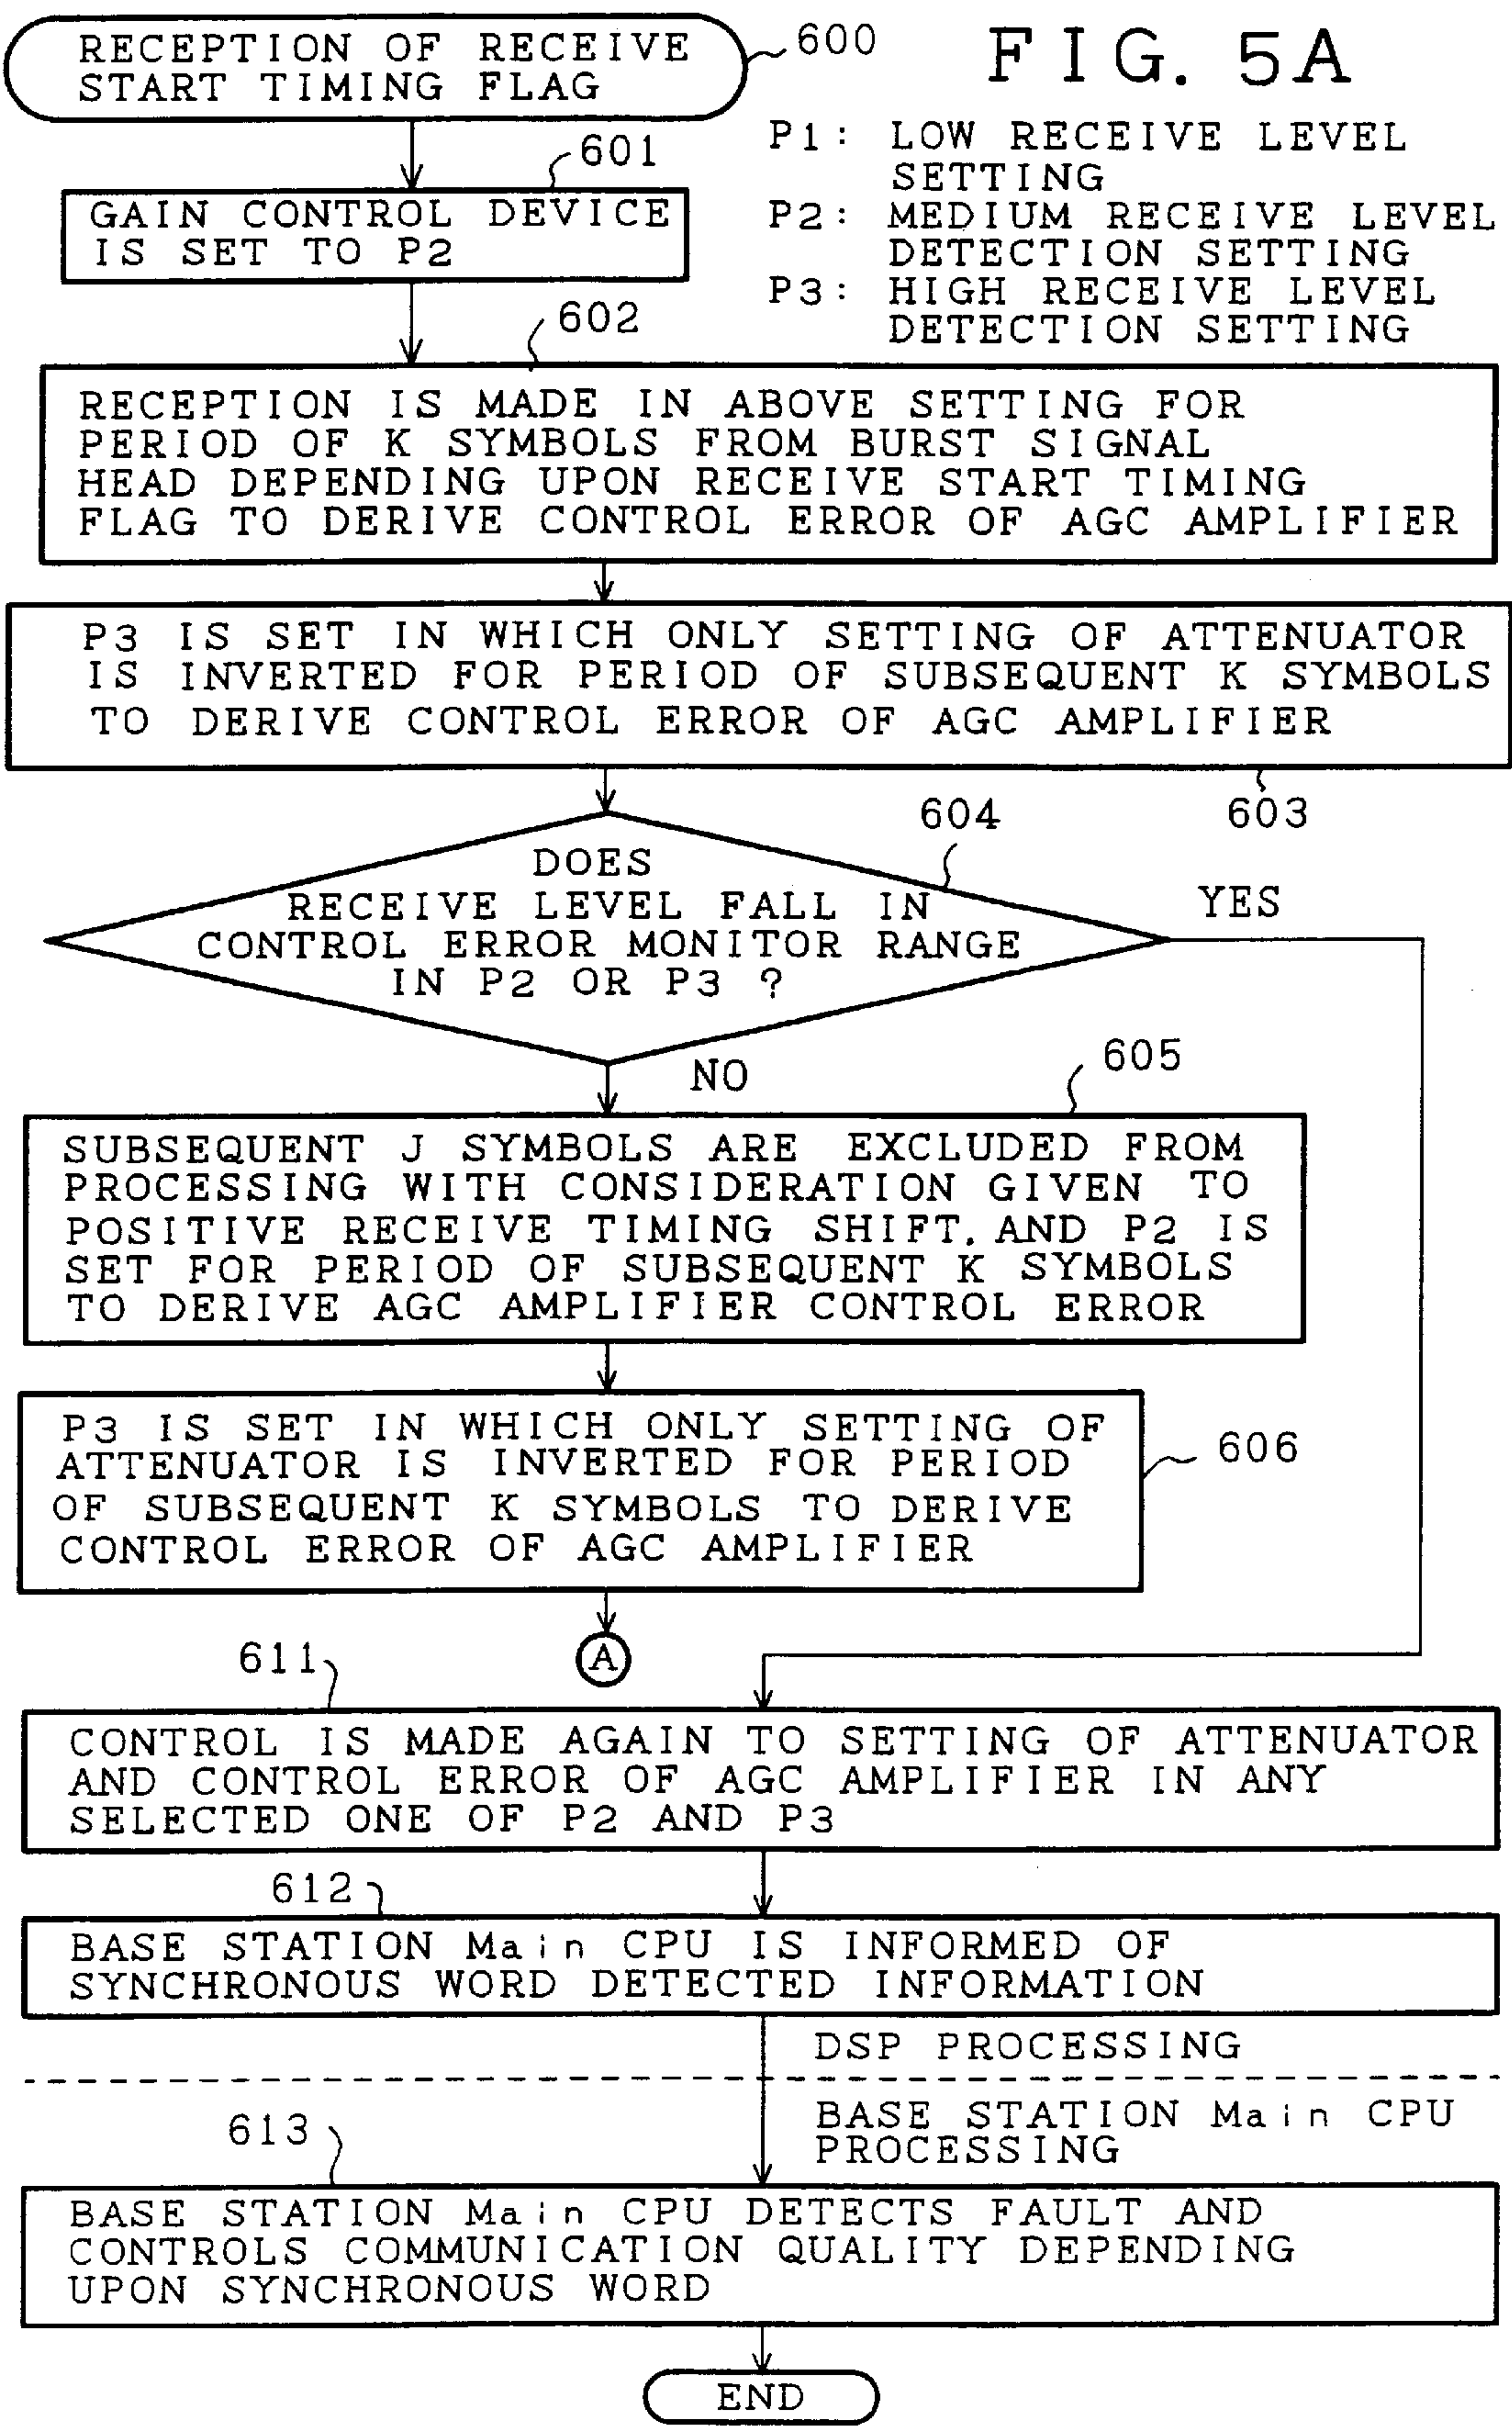 FIG. 5A
RECEPTION OF RECEIVE
START TIMING FLAG
600
P1: LOW RECEIVE LEVEL
SETTING
P2: MEDIUM RECEIVE LEVEL
DETECTION SETTING
P3: HIGH RECEIVE LEVEL
DETECTION SETTING
601
GAIN CONTROL DEVICE
IS SET TO P2
602
RECEPTION IS MADE IN ABOVE SETTING FOR
PERIOD OF K SYMBOLS FROM BURST SIGNAL
HEAD DEPENDING UPON RECEIVE START TIMING
FLAG TO DERIVE CONTROL ERROR OF AGC AMPLIFIER
P3 IS SET IN WHICH ONLY SETTING OF ATTENUATOR
IS INVERTED FOR PERIOD OF SUBSEQUENT K SYMBOLS
TO DERIVE CONTROL ERROR OF AGC AMPLIFIER
603
604
DOES
RECEIVE LEVEL FALL IN
CONTROL ERROR MONITOR RANGE
IN P2 OR P3 ?
YES
NO
605
SUBSEQUENT J SYMBOLS ARE EXCLUDED FROM
PROCESSING WITH CONSIDERATION GIVEN TO
POSITIVE RECEIVE TIMING SHIFT. AND P2 IS
SET FOR PERIOD OF SUBSEQUENT K SYMBOLS
TO DERIVE AGC AMPLIFIER CONTROL ERROR
P3 IS SET IN WHICH ONLY SETTING OF
ATTENUATOR IS INVERTED FOR PERIOD
OF SUBSEQUENT K SYMBOLS TO DERIVE
CONTROL ERROR OF AGC AMPLIFIER
606
A
611
CONTROL IS MADE AGAIN TO SETTING OF ATTENUATOR
AND CONTROL ERROR OF AGC AMPLIFIER IN ANY
SELECTED ONE OF P2 AND P3
612
BASE STATION Main CPU IS INFORMED OF
SYNCHRONOUS WORD DETECTED INFORMATION
DSP PROCESSING
BASE STATION Main CPU
PROCESSING
613
BASE STATION Main CPU DETECTS FAULT AND
CONTROLS COMMUNICATION QUALITY DEPENDING
UPON SYNCHRONOUS WORD
END